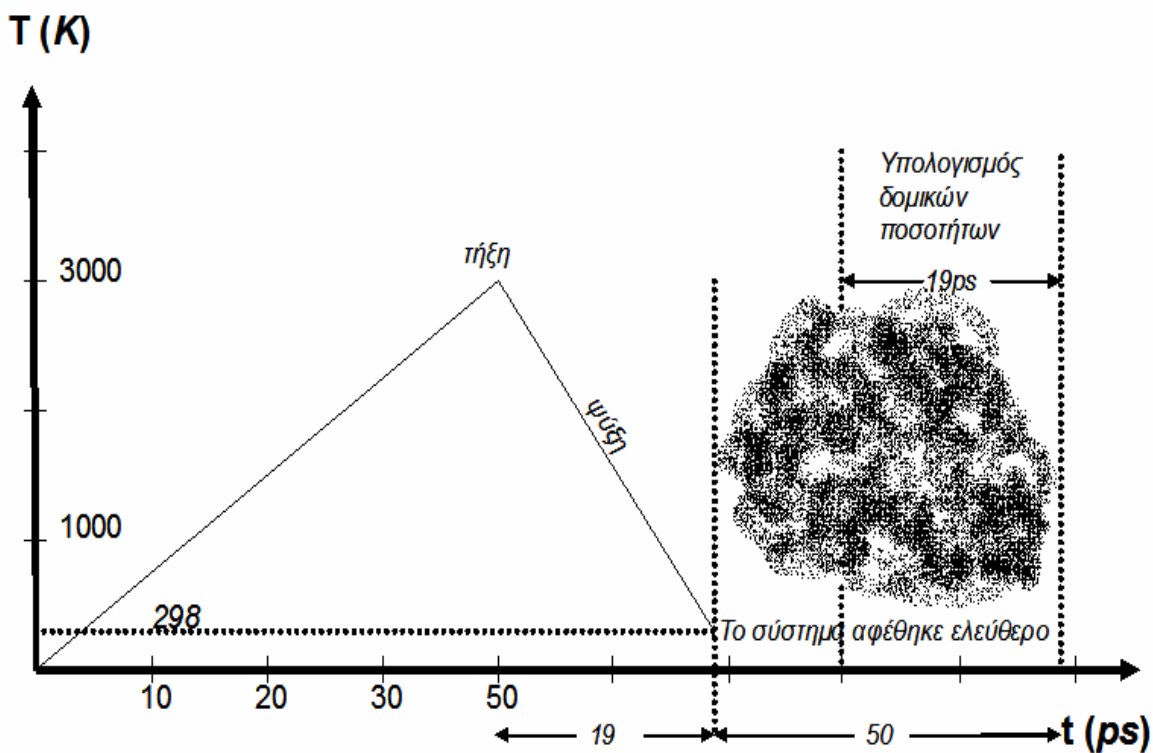 T (K)
Υπολογισμός
δομικών
ποσοτήτων
τήξη
3000
19ps
ψύξη
1000
298
Το σύστημα αφέθηκε ελεύθερο
10 20 30 50
19 50 t (ps)